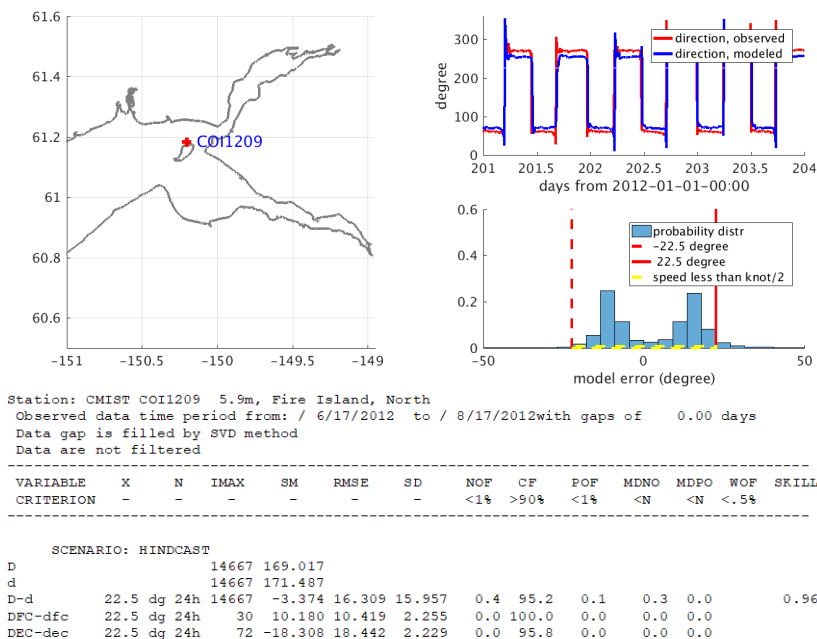 61.6
61.4
61.2
61
60.8
60.6
−151
−150.5
−150
−149.5
−149
COI1209
degree
300
200
100
0
direction, observed
direction, modeled
201
201.5
202
202.5
203
203.5
204
days from 2012-01-01-00:00
0.6
0.4
0.2
0
probability distr
-22.5 degree
22.5 degree
speed less than knot/2
−50
0
50
model error (degree)
Station: CMIST COI1209  5.9m, Fire Island, North
Observed data time period from: / 6/17/2012  to / 8/17/2012with gaps of    0.00 days
Data gap is filled by SVD method
Data are not filtered
VARIABLE X N IMAX SM RMSE SD NOF CF POF MDNO MDPO WOF SKILL
CRITERION - - - - - - <1% >90% <1% <N <N <.5%
SCENARIO: HINDCAST
D 14667 169.017
d 14667 171.487
D-d 22.5 dg 24h 14667 -3.374 16.309 15.957 0.4 95.2 0.1 0.3 0.0 0.96
DFC-dfc 22.5 dg 24h 30 10.180 10.419 2.255 0.0 100.0 0.0 0.0 0.0
DEC-dec 22.5 dg 24h 72 -18.308 18.442 2.229 0.0 95.8 0.0 0.0 0.0